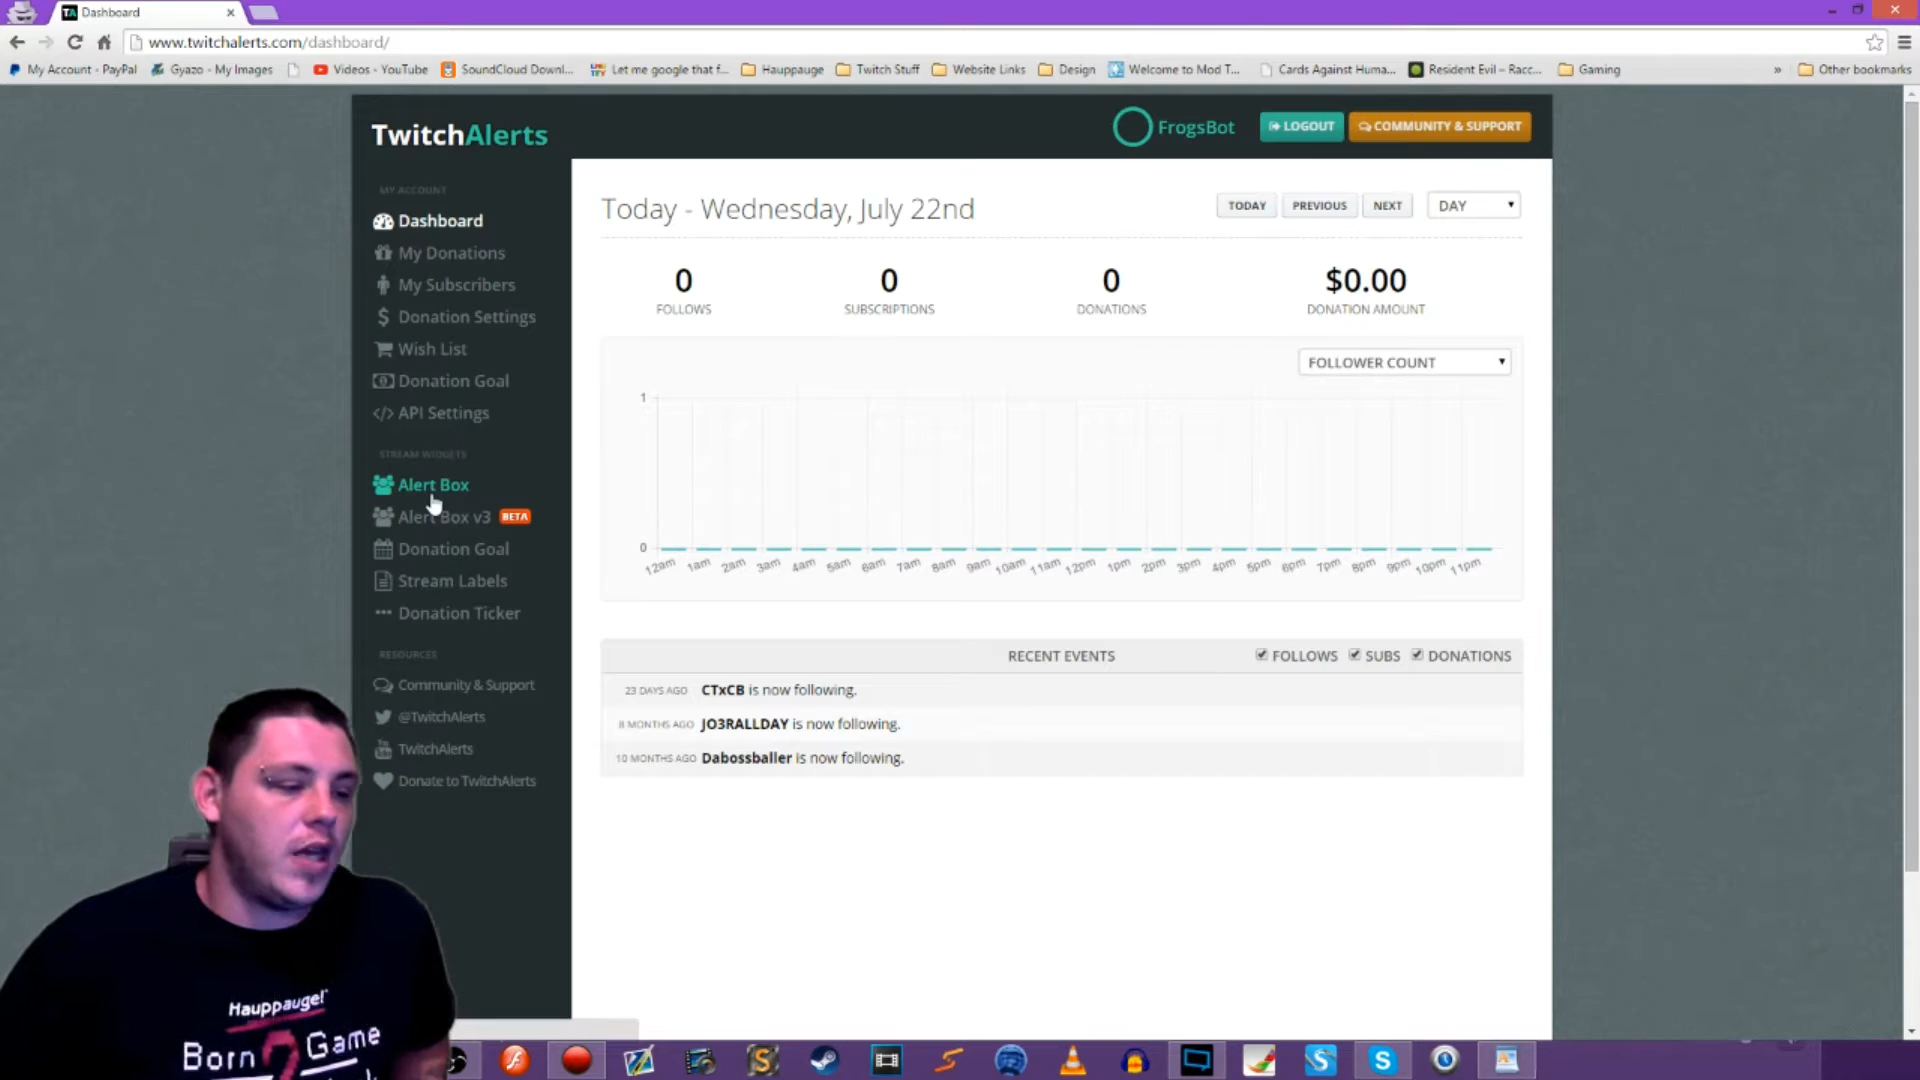 Dashboard
www.twitchalerts.com/dashboard/
My Account - PayPal
Gyazo - My Images
Videos - YouTube
SoundCloud Downl...
Let me google that f...
Hauppauge
Twitch Stuff
Website Links
Design
Welcome to Mod T...
Cards Against Huma...
Resident Evil – Racc...
Gaming
»
Other bookmarks
TwitchAlerts
FrogsBot
LOGOUT
COMMUNITY & SUPPORT
MY ACCOUNT
Dashboard
My Donations
My Subscribers
Donation Settings
Wish List
Donation Goal
API Settings
STREAM WIDGETS
Alert Box
Alert Box v3 BETA
Donation Goal
Stream Labels
Donation Ticker
RESOURCES
Community & Support
@TwitchAlerts
TwitchAlerts
Donate to TwitchAlerts
Today - Wednesday, July 22nd
TODAY
PREVIOUS
NEXT
DAY
0
FOLLOWS
0
SUBSCRIPTIONS
0
DONATIONS
$0.00
DONATION AMOUNT
FOLLOWER COUNT
1
0
12am 1am 2am 3am 4am 5am 6am 7am 8am 9am 10am 11am 12pm 1pm 2pm 3pm 4pm 5pm 6pm 7pm 8pm 9pm 10pm 11pm
RECENT EVENTS
FOLLOWS
SUBS
DONATIONS
23 DAYS AGO CTxCB is now following.
8 MONTHS AGO JO3RALLDAY is now following.
10 MONTHS AGO Dabossballer is now following.
Hauppauge!
Born 2 Game